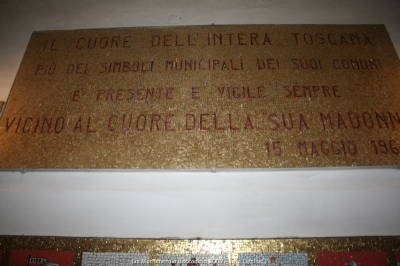 IL CUORE DELL'INTERA TOSCANA
PIÙ DEI SIMBOLI MUNICIPALI DEI SUOI COMUNI
È PRESENTE E VIGILE SEMPRE
VICINO AL CUORE DELLA SUA MADONN
15 MAGGIO 196